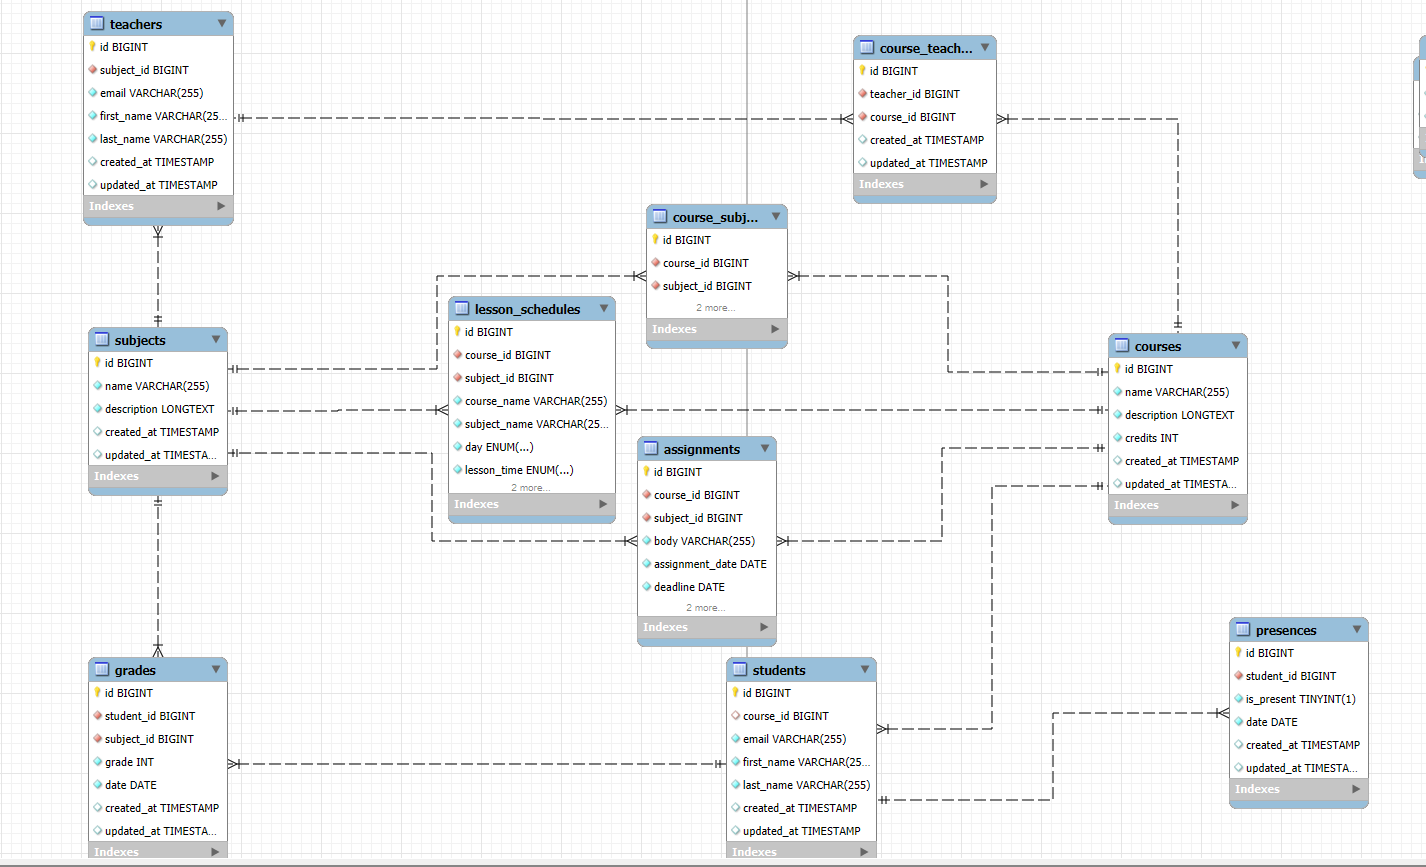 teachers
id BIGINT
subject_id BIGINT
email VARCHAR(255)
first_name VARCHAR(25...
last_name VARCHAR(255)
created_at TIMESTAMP
updated_at TIMESTAMP
Indexes
course_teach...
id BIGINT
teacher_id BIGINT
course_id BIGINT
created_at TIMESTAMP
updated_at TIMESTAMP
Indexes
course_subj...
id BIGINT
course_id BIGINT
subject_id BIGINT
2 more...
Indexes
lesson_schedules
id BIGINT
course_id BIGINT
subject_id BIGINT
course_name VARCHAR(255)
subject_name VARCHAR(25...
day ENUM(...)
lesson_time ENUM(...)
2 more...
Indexes
subjects
id BIGINT
name VARCHAR(255)
description LONGTEXT
created_at TIMESTAMP
updated_at TIMESTA...
Indexes
courses
id BIGINT
name VARCHAR(255)
description LONGTEXT
credits INT
created_at TIMESTAMP
updated_at TIMESTA...
Indexes
assignments
id BIGINT
course_id BIGINT
subject_id BIGINT
body VARCHAR(255)
assignment_date DATE
deadline DATE
2 more...
Indexes
presences
id BIGINT
student_id BIGINT
is_present TINYINT(1)
date DATE
created_at TIMESTAMP
updated_at TIMESTA...
Indexes
grades
id BIGINT
student_id BIGINT
subject_id BIGINT
grade INT
date DATE
created_at TIMESTAMP
updated_at TIMESTA...
Indexes
students
id BIGINT
course_id BIGINT
email VARCHAR(255)
first_name VARCHAR(25...
last_name VARCHAR(255)
created_at TIMESTAMP
updated_at TIMESTAMP
Indexes